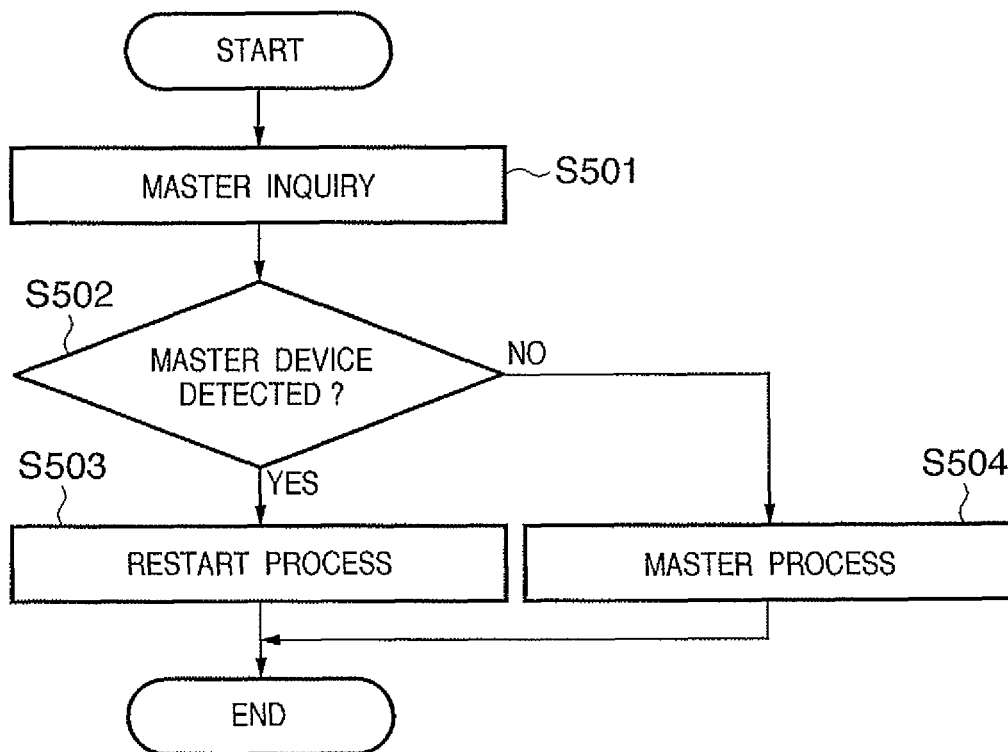 START
MASTER INQUIRY
S501
S502
MASTER DEVICE
DETECTED ?
NO
YES
S503
RESTART PROCESS
S504
MASTER PROCESS
END